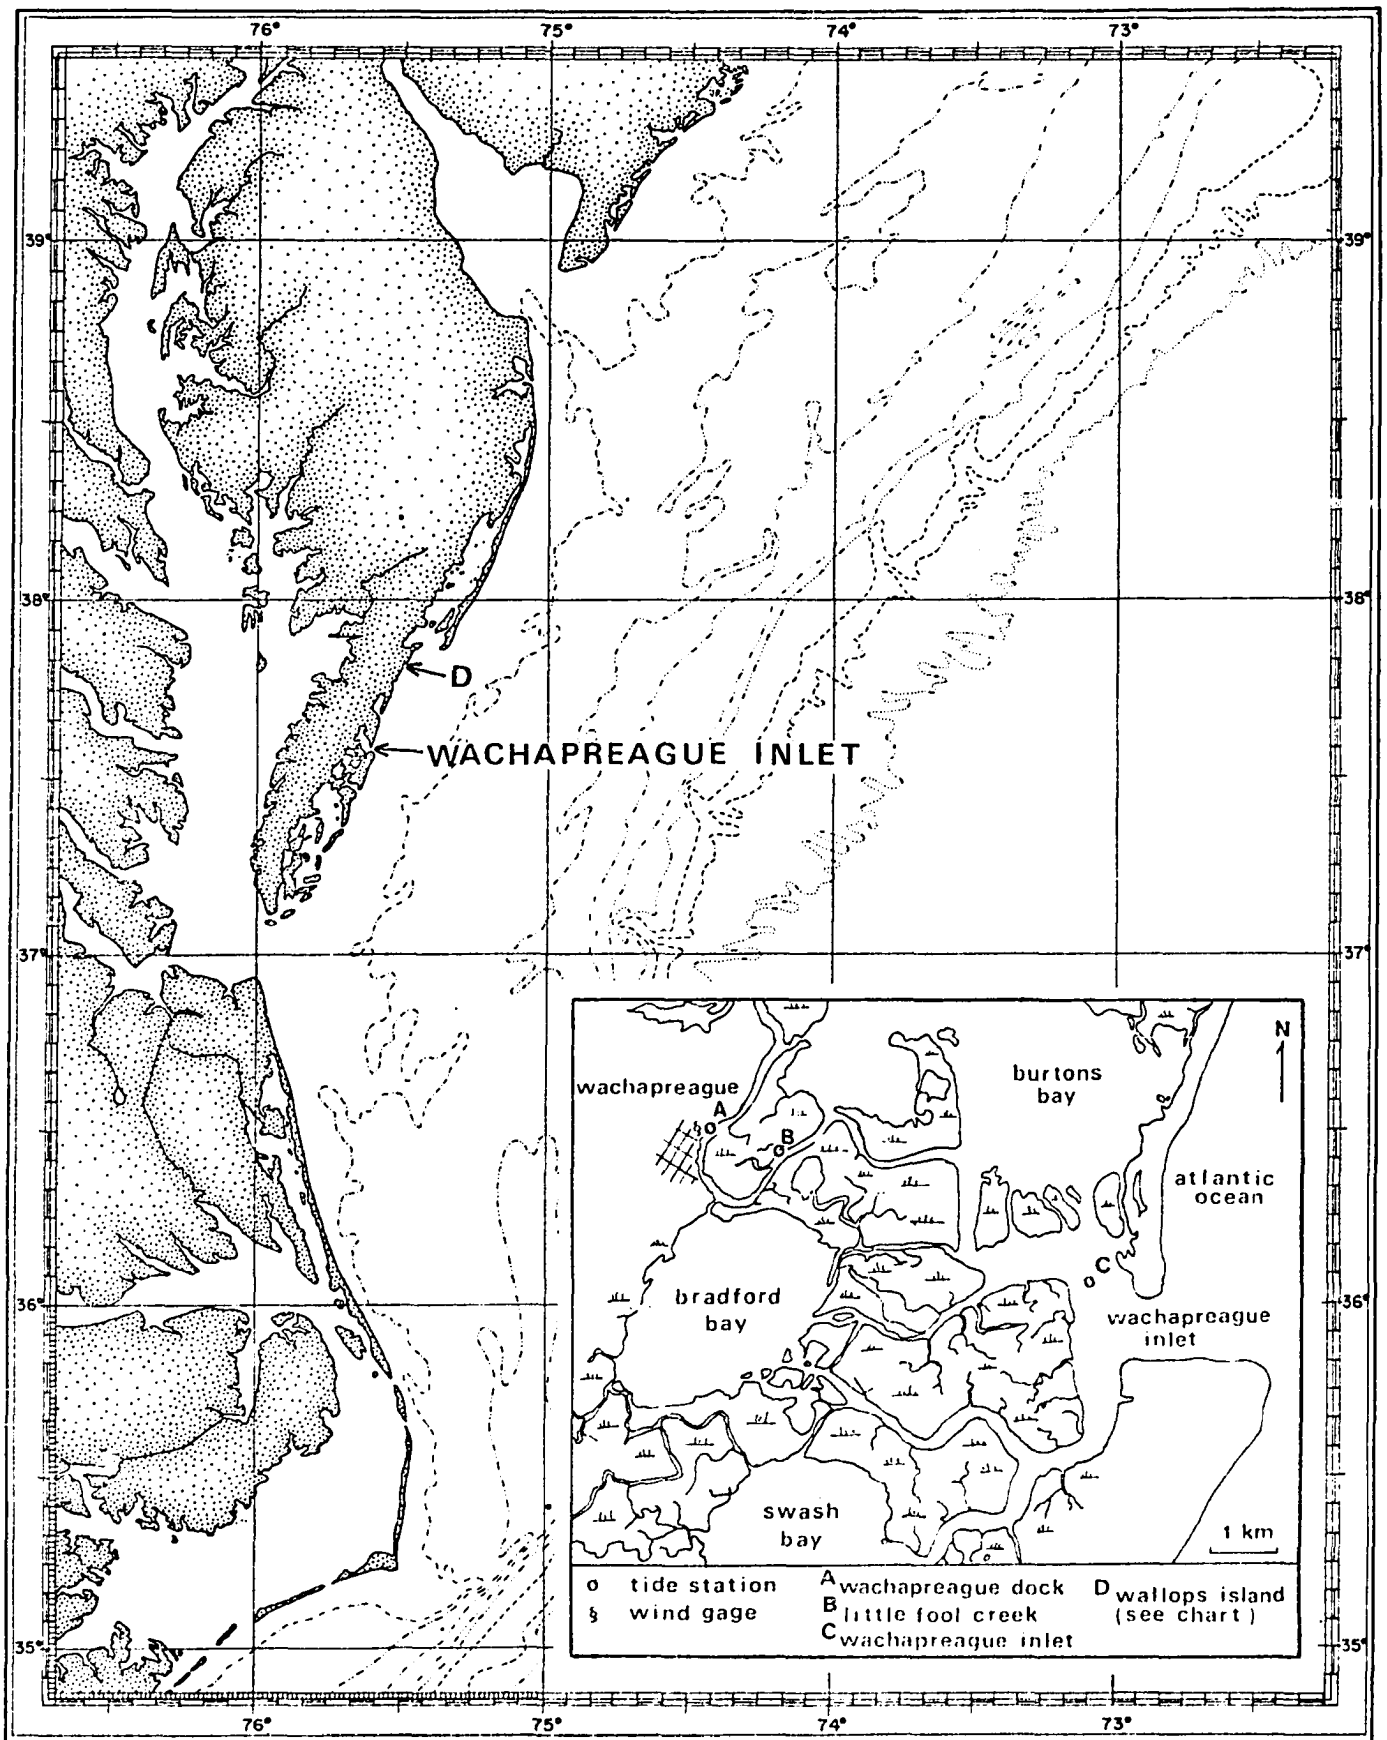 76° 75° 74° 73°
39° 39°
38° 38°
D
WACHAPREAGUE INLET
37° 37°
N
burtons
bay
wachapreague
A
B
atlantic
ocean
C
bradford
bay
wachapreague
inlet
36° 36°
swash
bay
1 km
o tide station
§ wind gage
A wachapreague dock
B little fool creek
C wachapreague inlet
D wallops island
(see chart)
35° 35°
76° 75° 74° 73°